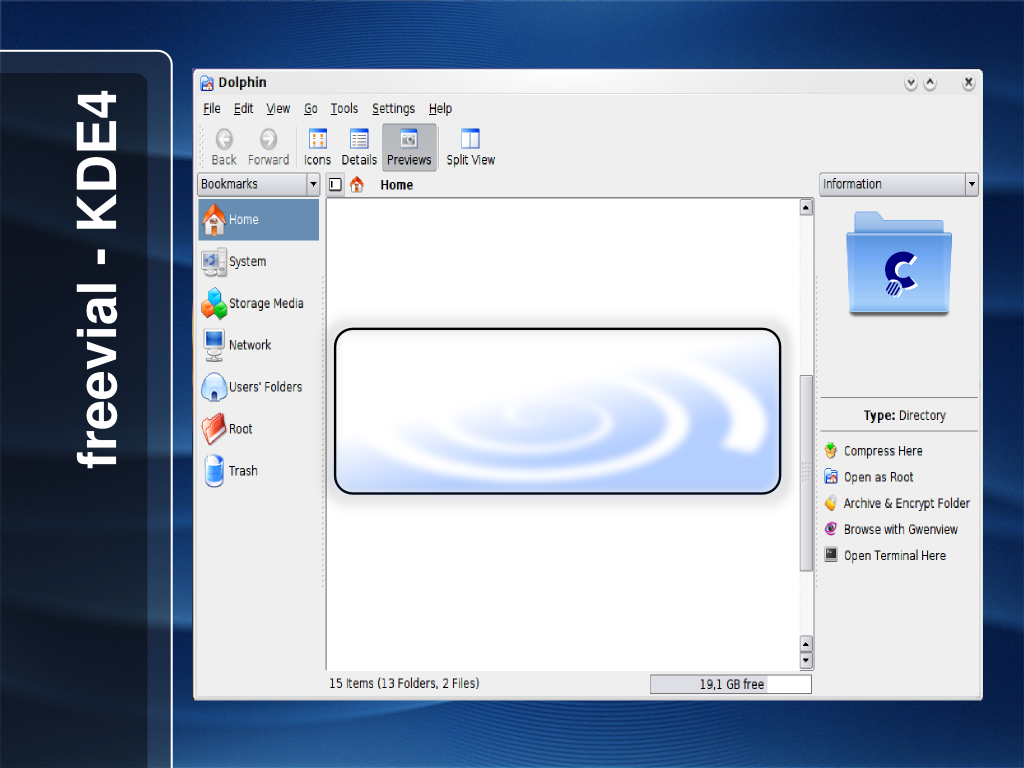 freevial - KDE4
Dolphin
File Edit View Go Tools Settings Help
Back Forward Icons Details Previews Split View
Bookmarks
Home
Information
Home
System
Storage Media
Network
Users' Folders
Root
Trash
Type: Directory
Compress Here
Open as Root
Archive & Encrypt Folder
Browse with Gwenview
Open Terminal Here
15 Items (13 Folders, 2 Files)
19,1 GB free